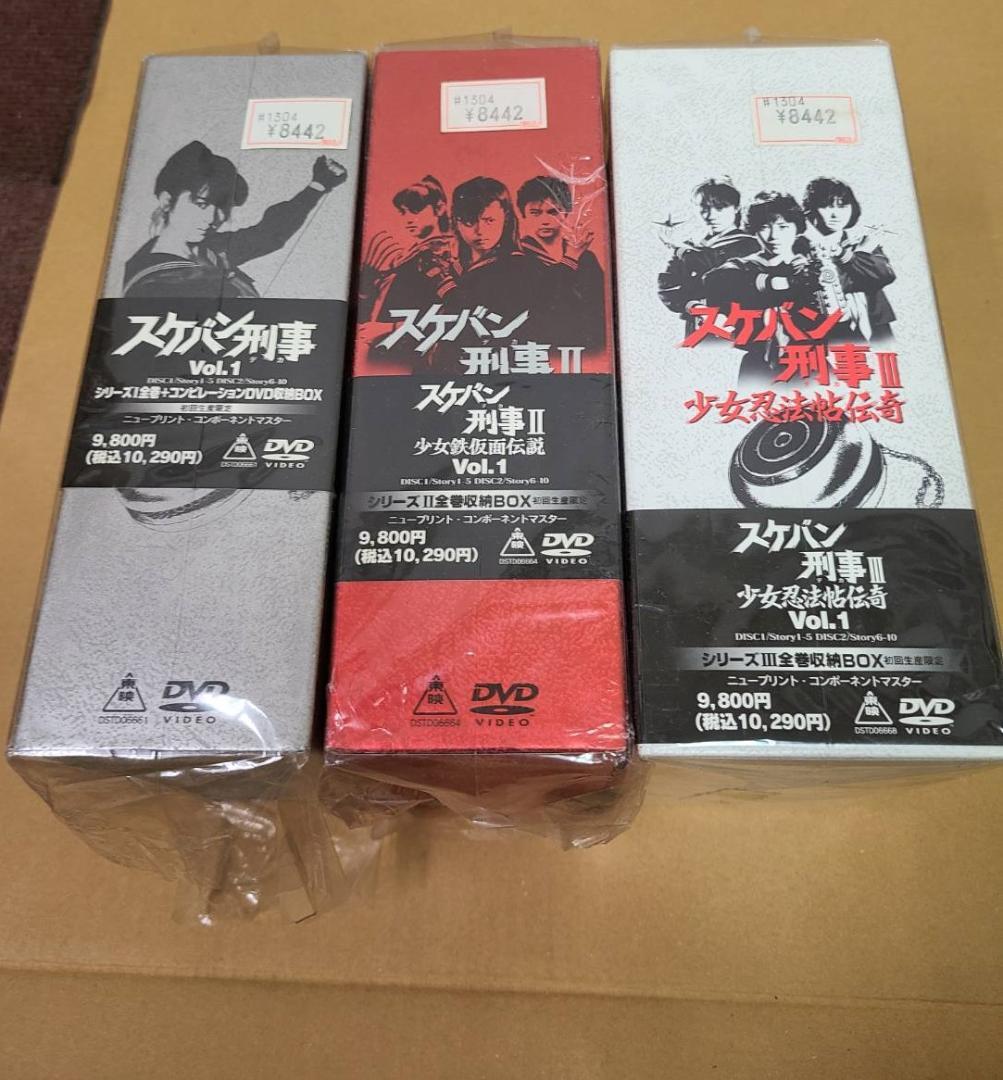 #1304
¥8442
スケバン刑事
Vol.1
DISC1/Story1-5 DISC2/Story6-10
シリーズI全巻+コンピレーションDVD収納BOX
初回生産限定
ニュープリント・コンポーネントマスター
9,800円
(税込10,290円)
東映
DSTD06661
DVD
VIDEO
東映
DSTD06661
DVD
VIDEO
#1304
¥8442
スケバン
刑事II
スケバン
刑事II
少女鉄仮面伝説
Vol.1
DISC1/Story1-5 DISC2/Story6-10
シリーズII全巻収納BOX 初回生産限定
ニュープリント・コンポーネントマスター
9,800円
(税込10,290円)
東映
DSTD06664
DVD
VIDEO
東映
DSTD06664
DVD
VIDEO
#1304
¥8442
スケバン
刑事III
少女忍法帖伝奇
スケバン
刑事III
少女忍法帖伝奇
Vol.1
DISC1/Story1-5 DISC2/Story6-10
シリーズIII全巻収納BOX 初回生産限定
ニュープリント・コンポーネントマスター
9,800円
(税込10,290円)
東映
DSTD06668
DVD
VIDEO